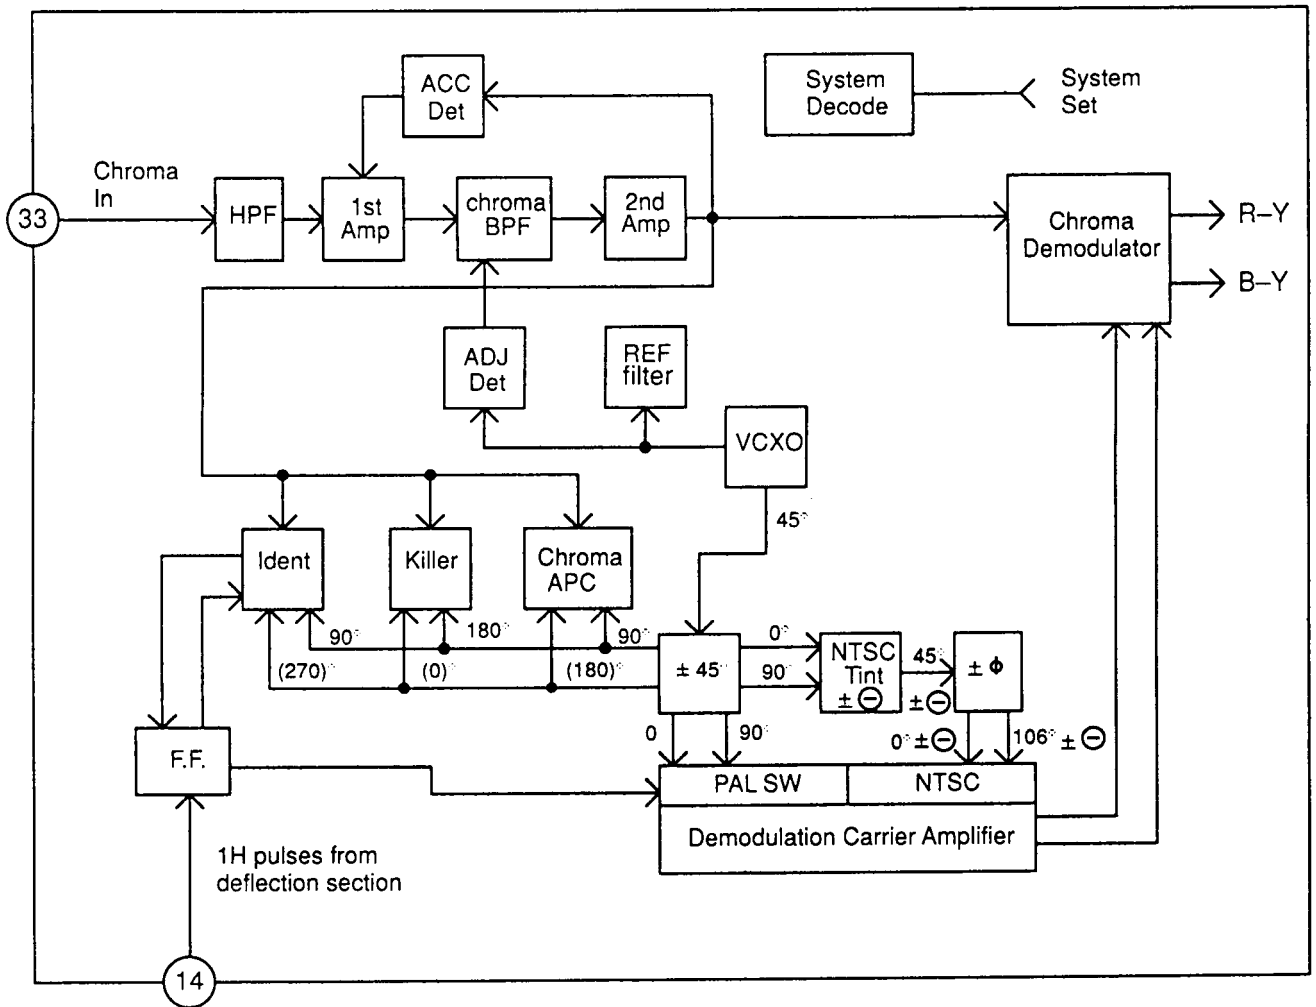 ACC
Det
System
Decode
System
Set
Chroma
In
33
HPF
1st
Amp
chroma
BPF
2nd
Amp
Chroma
Demodulator
R–Y
B–Y
ADJ
Det
REF
filter
VCXO
45°
Ident
Killer
Chroma
APC
90°
180°
90°
(270)°
(0)°
(180)°
± 45°
0°
90°
NTSC
Tint
± ⊖
45°
± ⊖
± Φ
0
90°
0° ± ⊖
106° ± ⊖
F.F.
PAL SW
NTSC
Demodulation Carrier Amplifier
1H pulses from
deflection section
14